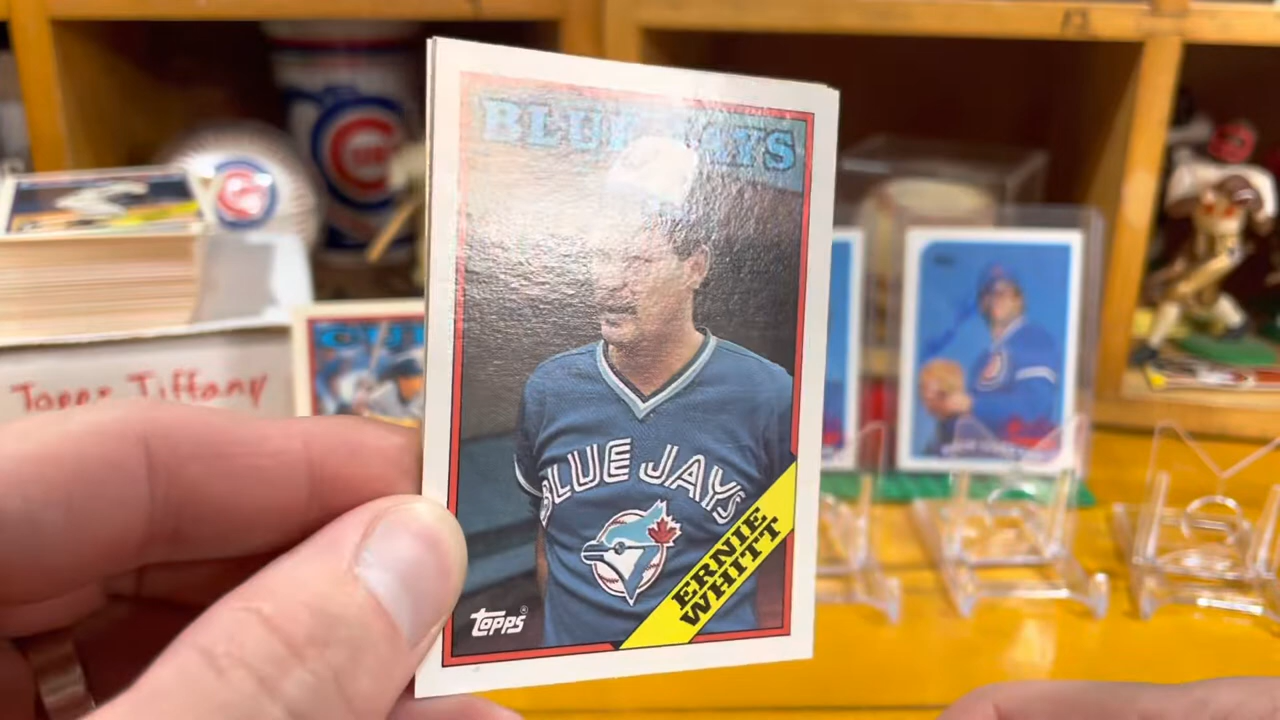 BLUE JAYS
BLUE JAYS
ERNIE
WHITT
topps®
Topps Tiffany